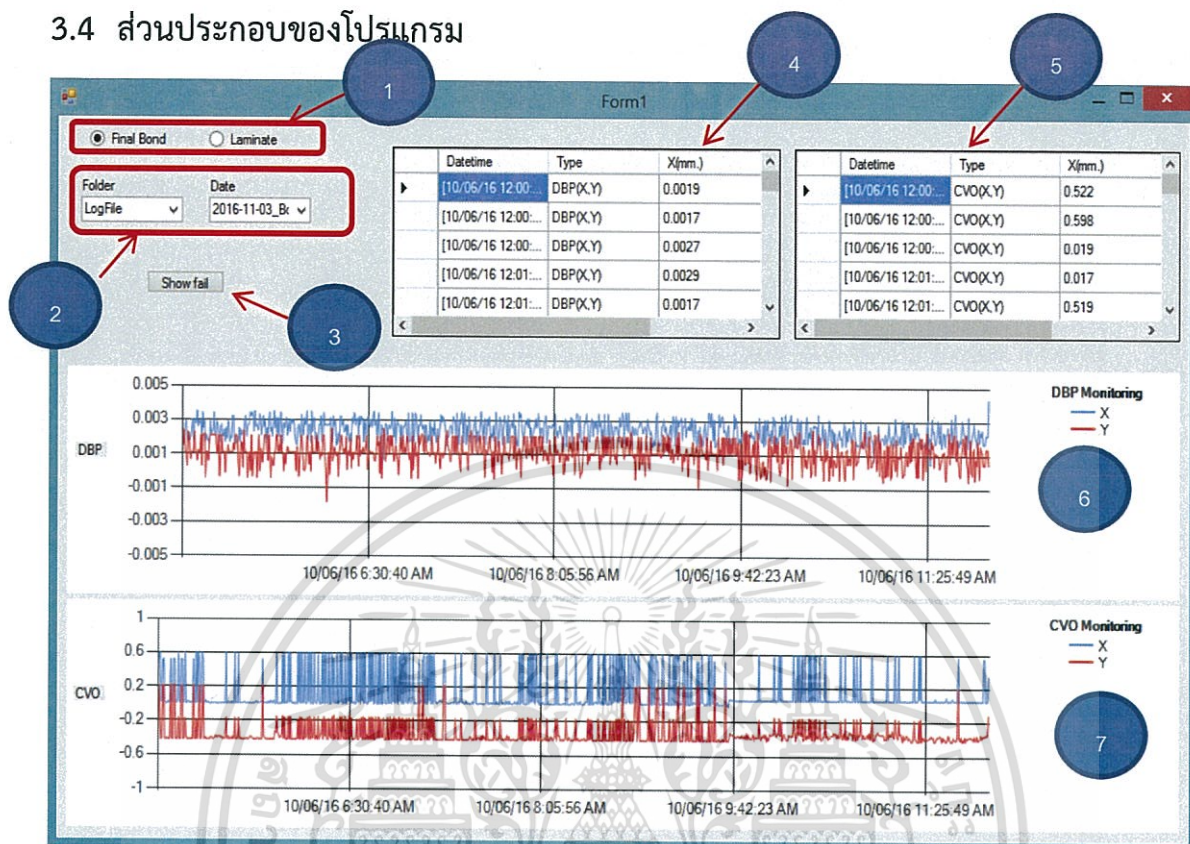 3.4 ส่วนประกอบของโปรแกรม
1
4
5
Form1
Final Bond
Laminate
Folder
Date
LogFile
2016-11-03_Bc
Show fail
2
3
Datetime Type X(mm.)
[10/06/16 12:00:... DBP(X,Y) 0.0019
[10/06/16 12:00:... DBP(X,Y) 0.0017
[10/06/16 12:00:... DBP(X,Y) 0.0027
[10/06/16 12:01:... DBP(X,Y) 0.0029
[10/06/16 12:01:... DBP(X,Y) 0.0017
Datetime Type X(mm.)
[10/06/16 12:00:... CVO(X,Y) 0.522
[10/06/16 12:00:... CVO(X,Y) 0.598
[10/06/16 12:00:... CVO(X,Y) 0.019
[10/06/16 12:01:... CVO(X,Y) 0.017
[10/06/16 12:01:... CVO(X,Y) 0.519
DBP
0.005
0.003
0.001
-0.001
-0.003
-0.005
10/06/16 6:30:40 AM
10/06/16 8:05:56 AM
10/06/16 9:42:23 AM
10/06/16 11:25:49 AM
DBP Monitoring
X
Y
6
CVO
1
0.6
0.2
-0.2
-0.6
-1
10/06/16 6:30:40 AM
10/06/16 8:05:56 AM
10/06/16 9:42:23 AM
10/06/16 11:25:49 AM
CVO Monitoring
X
Y
7